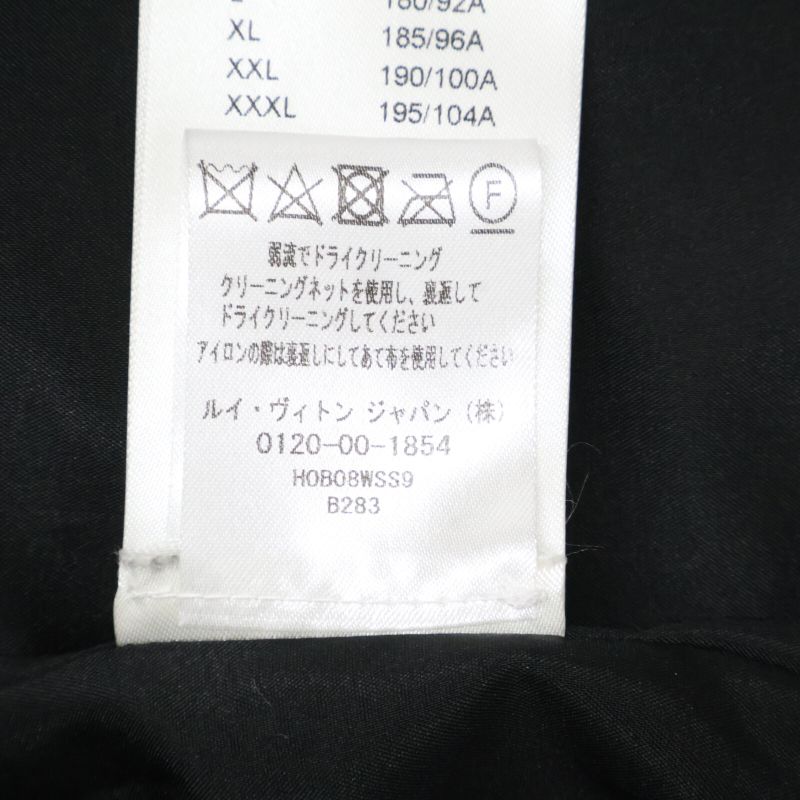 L 180/92A
XL 185/96A
XXL 190/100A
XXXL 195/104A
F
弱流でドライクリーニング
クリーニングネットを使用し、裏返して
ドライクリーニングしてください
アイロンの際は裏返しにしてあて布を使用してください
ルイ・ヴィトン ジャパン (株)
0120-00-1854
HOB08WSS9
B283